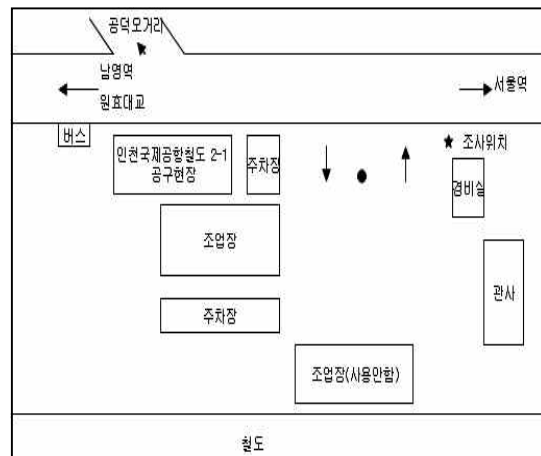 공덕오거리
남영역
원효대교
서울역
버스
인천국제공항철도 2-1
공구현장
주차장
조사위치
경비실
조업장
관사
주차장
조업장(사용안함)
철도